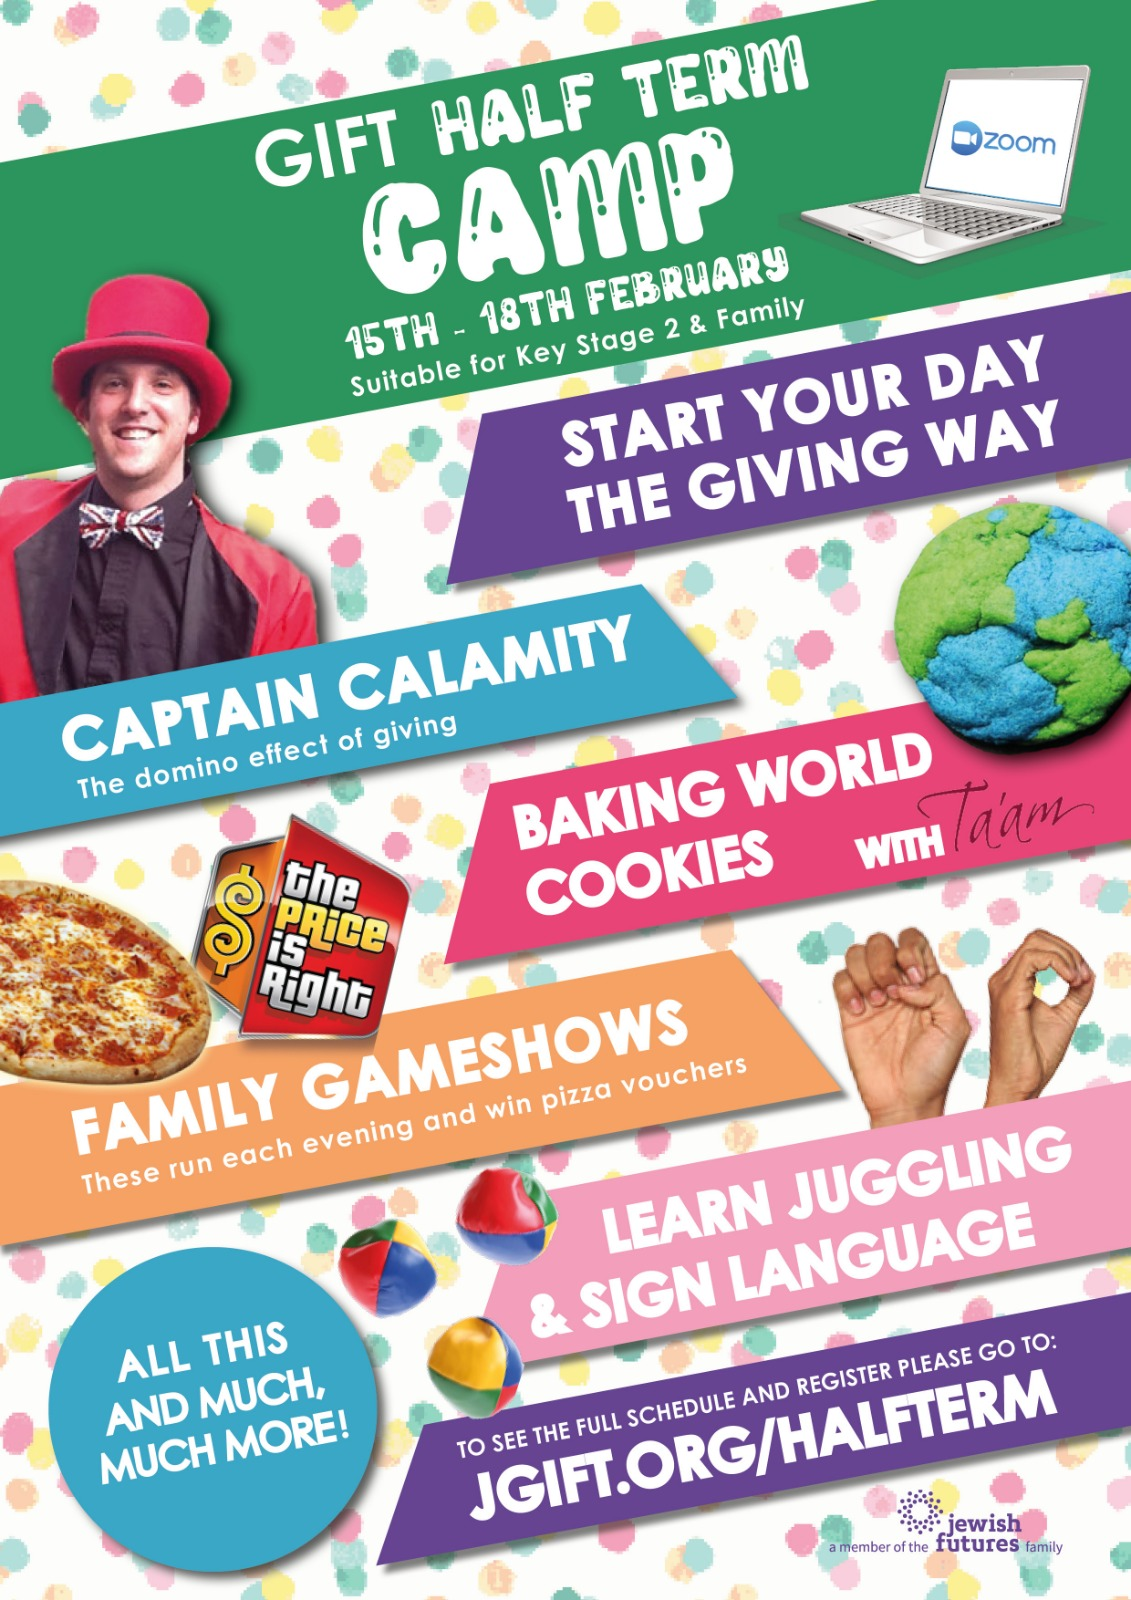 GIFT HALF TERM
CAMP
15TH - 18TH FEBRUARY
Suitable for Key Stage 2 & Family
zoom
START YOUR DAY
THE GIVING WAY
CAPTAIN CALAMITY
The domino effect of giving
BAKING WORLD
COOKIES WITH Ta'am
$
the
PRice
is
Right
FAMILY GAMESHOWS
These run each evening and win pizza vouchers
LEARN JUGGLING
& SIGN LANGUAGE
ALL THIS
AND MUCH,
MUCH MORE!
TO SEE THE FULL SCHEDULE AND REGISTER PLEASE GO TO:
JGIFT.ORG/HALFTERM
jewish
a member of the futures family